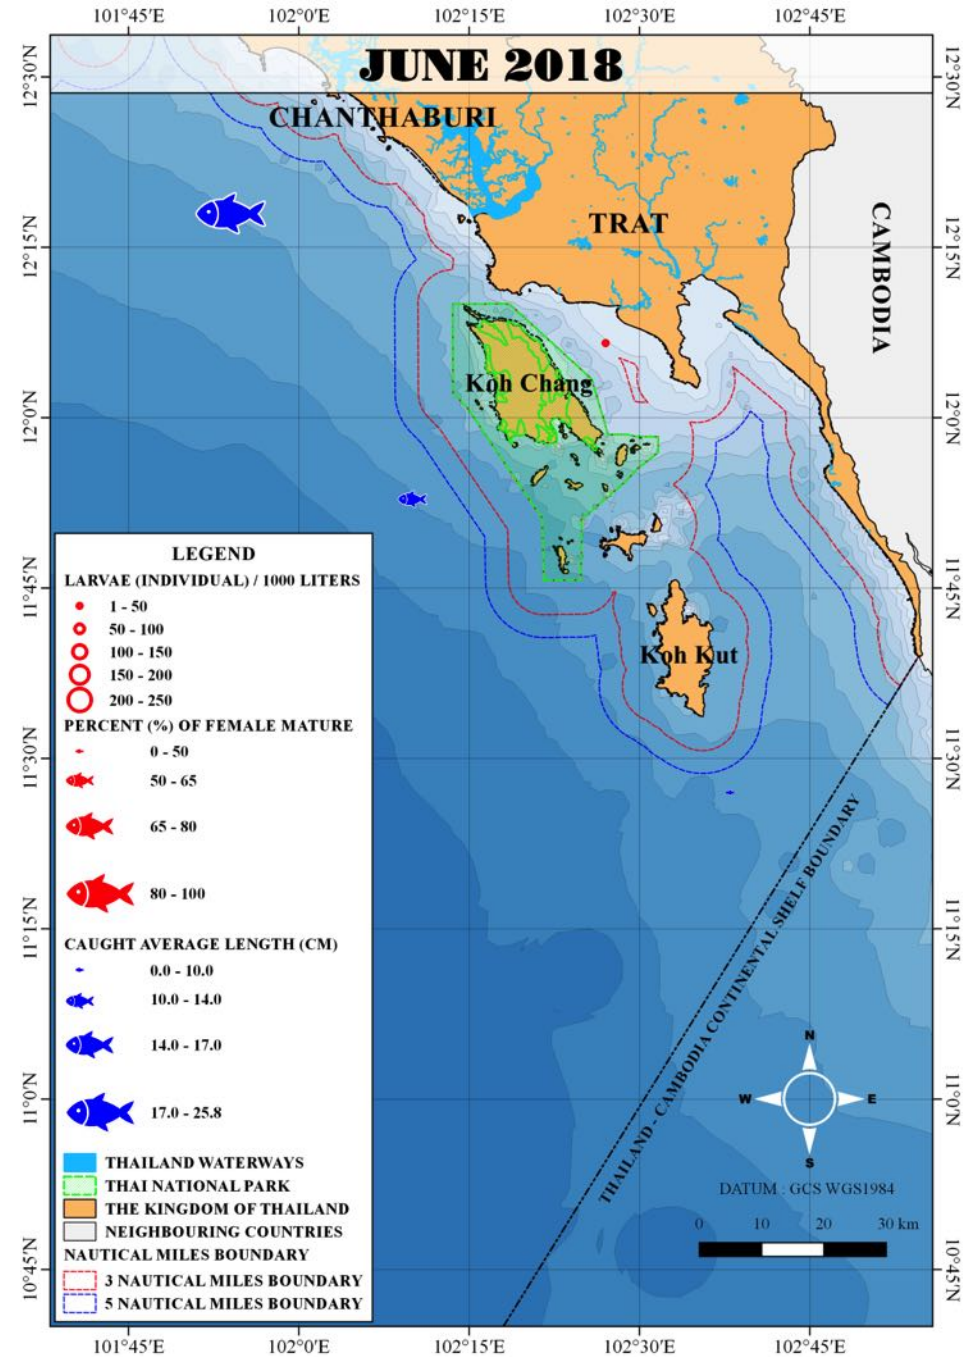 101°45'E 102°0'E 102°15'E 102°30'E 102°45'E
JUNE 2018
12°30'N 12°30'N
CHANTHABURI
TRAT
CAMBODIA
12°15'N 12°15'N
Koh Chang
12°0'N 12°0'N
11°45'N 11°45'N
Koh Kut
11°30'N 11°30'N
11°15'N 11°15'N
11°0'N 11°0'N
10°45'N 10°45'N
THAILAND - CAMBODIA CONTINENTAL SHELF BOUNDARY
LEGEND
LARVAE (INDIVIDUAL) / 1000 LITERS
1 - 50
50 - 100
100 - 150
150 - 200
200 - 250
PERCENT (%) OF FEMALE MATURE
0 - 50
50 - 65
65 - 80
80 - 100
CAUGHT AVERAGE LENGTH (CM)
0.0 - 10.0
10.0 - 14.0
14.0 - 17.0
17.0 - 25.8
THAILAND WATERWAYS
THAI NATIONAL PARK
THE KINGDOM OF THAILAND
NEIGHBOURING COUNTRIES
NAUTICAL MILES BOUNDARY
3 NAUTICAL MILES BOUNDARY
5 NAUTICAL MILES BOUNDARY
N
W E
S
DATUM : GCS WGS1984
0 10 20 30 km
101°45'E 102°0'E 102°15'E 102°30'E 102°45'E